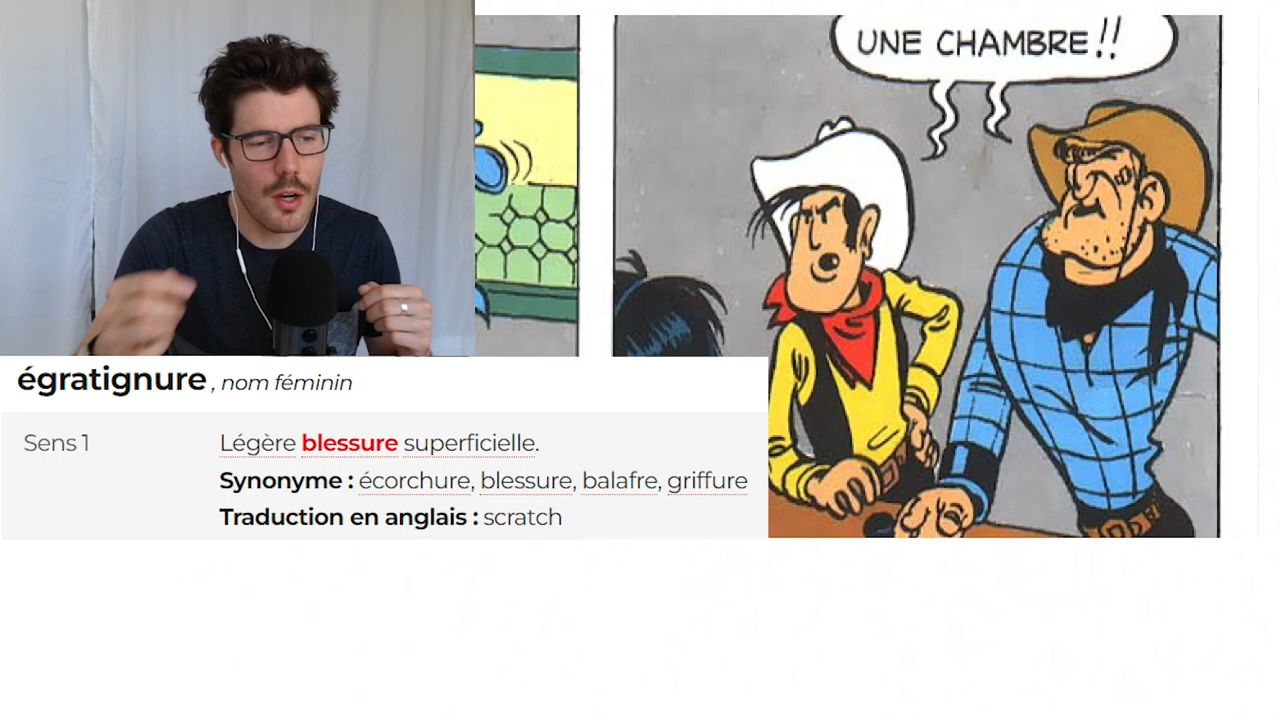 UNE CHAMBRE!!
égratignure, nom féminin
Sens 1 Légère blessure superficielle.
Synonyme : écorchure, blessure, balafre, griffure
Traduction en anglais : scratch